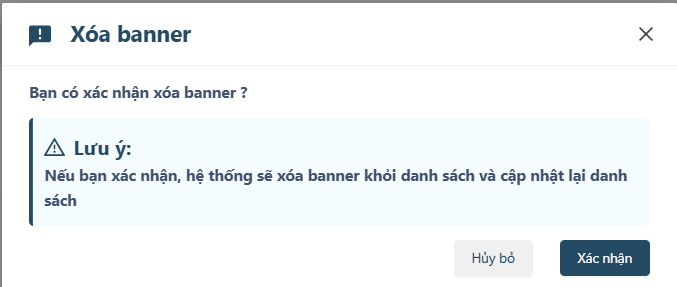 Xóa banner
Bạn có xác nhận xóa banner ?
Lưu ý:
Nếu bạn xác nhận, hệ thống sẽ xóa banner khỏi danh sách và cập nhật lại danh
sách
Hủy bỏ
Xác nhận